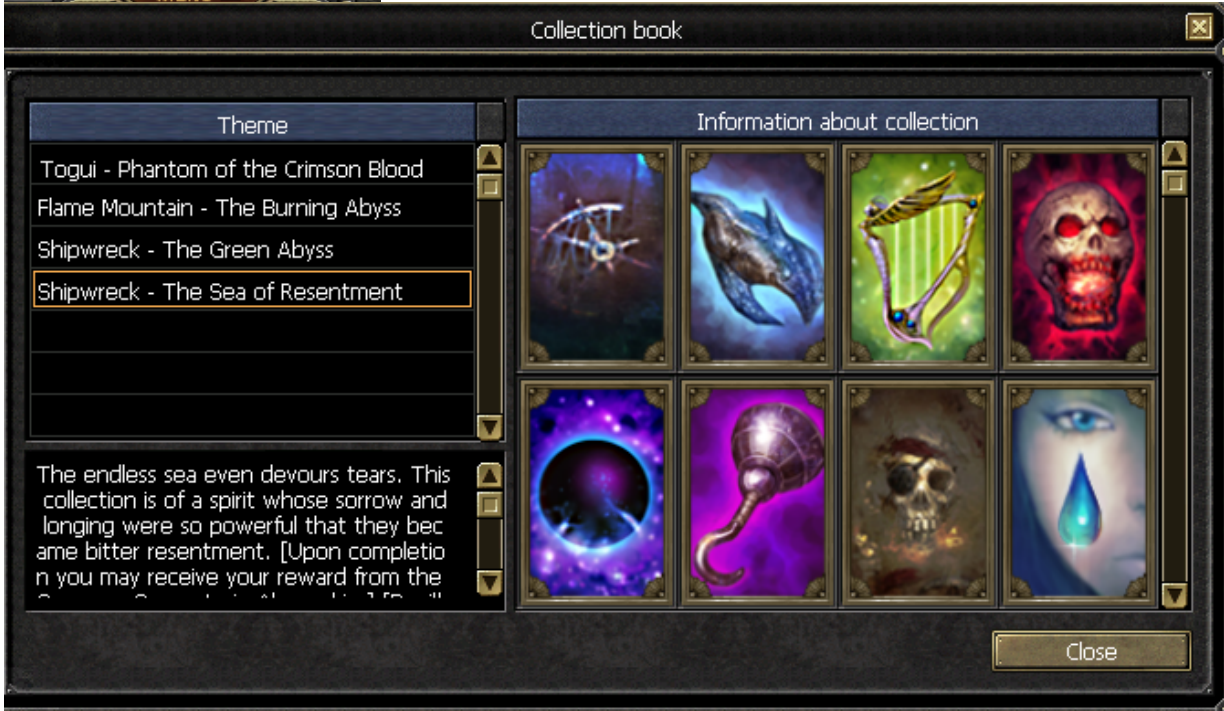 Collection book
Theme
Togui - Phantom of the Crimson Blood
Flame Mountain - The Burning Abyss
Shipwreck - The Green Abyss
Shipwreck - The Sea of Resentment
The endless sea even devours tears. This
collection is of a spirit whose sorrow and
longing were so powerful that they bec
ame bitter resentment. [Upon completio
n you may receive your reward from the
Information about collection
Close